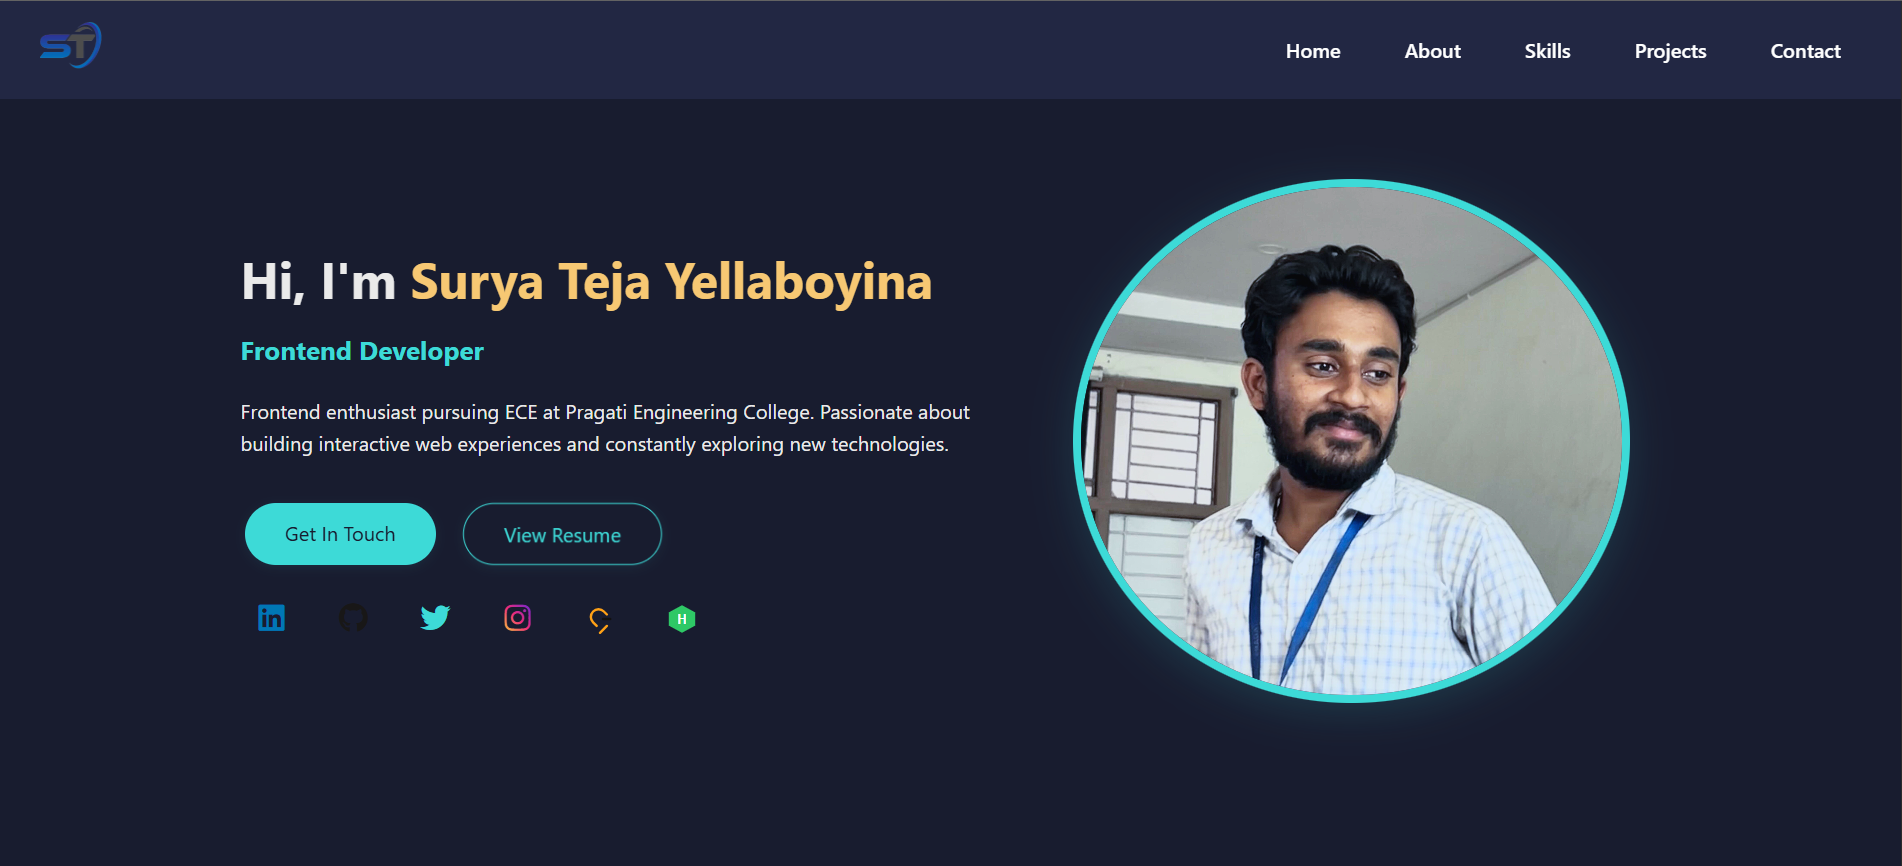 ST
Home About Skills Projects Contact
Hi, I'm Surya Teja Yellaboyina
Frontend Developer
Frontend enthusiast pursuing ECE at Pragati Engineering College. Passionate about
building interactive web experiences and constantly exploring new technologies.
Get In Touch View Resume
in H